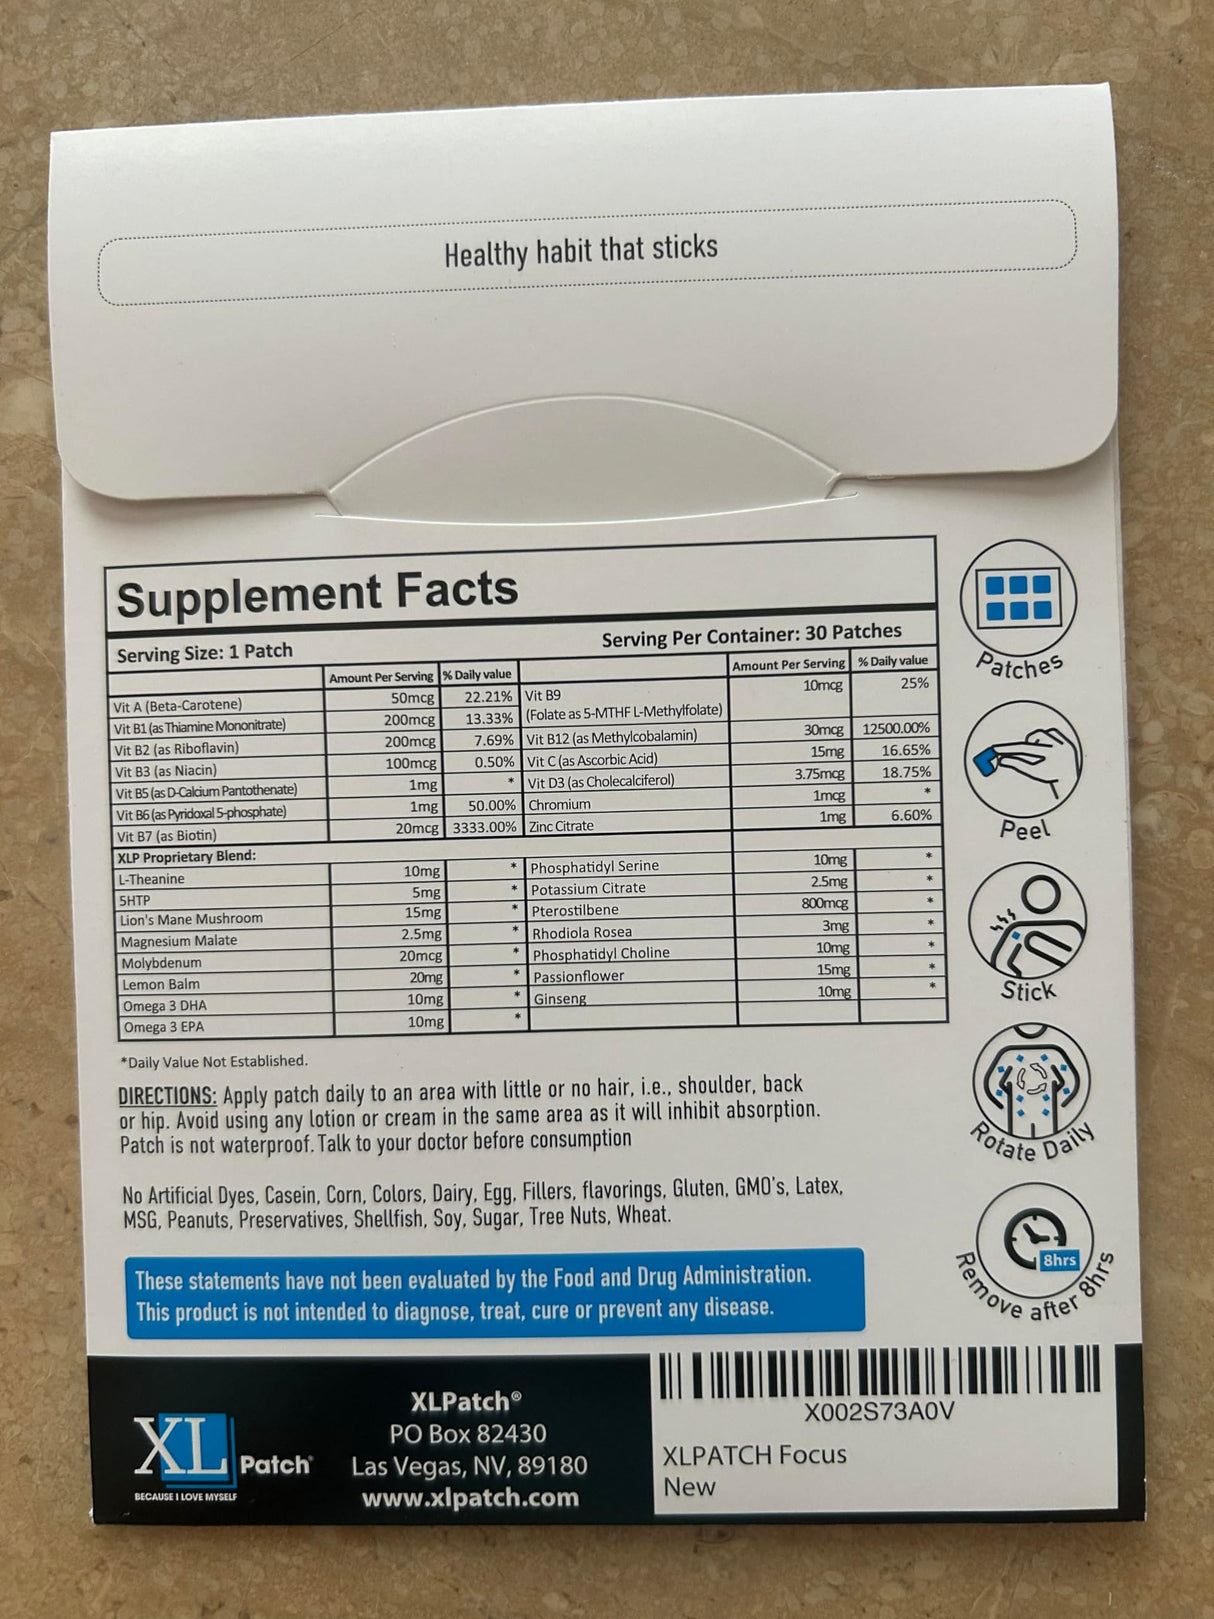 Healthy habit that sticks
Supplement Facts
Serving Size: 1 Patch
Serving Per Container: 30 Patches
Amount Per Serving % Daily value
Vit A (Beta-Carotene) 50mcg 22.21%
Vit B1 (as Thiamine Mononitrate) 200mcg 13.33%
Vit B2 (as Riboflavin) 200mcg 7.69%
Vit B3 (as Niacin) 100mcg 0.50%
Vit B5 (as D-Calcium Pantothenate) 1mg *
Vit B6 (as Pyridoxal 5-phosphate) 1mg 50.00%
Vit B7 (as Biotin) 20mcg 3333.00%
Amount Per Serving % Daily value
Vit B9 10mcg 25%
(Folate as 5-MTHF L-Methylfolate)
Vit B12 (as Methylcobalamin) 30mcg 12500.00%
Vit C (as Ascorbic Acid) 15mg 16.65%
Vit D3 (as Cholecalciferol) 3.75mcg 18.75%
Chromium 1mcg *
Zinc Citrate 1mg 6.60%
XLP Proprietary Blend:
L-Theanine 10mg *
5HTP 5mg *
Lion's Mane Mushroom 15mg *
Magnesium Malate 2.5mg *
Molybdenum 20mcg *
Lemon Balm 20mg *
Omega 3 DHA 10mg *
Omega 3 EPA 10mg *
Phosphatidyl Serine 10mg *
Potassium Citrate 2.5mg *
Pterostilbene 800mcg *
Rhodiola Rosea 3mg *
Phosphatidyl Choline 10mg *
Passionflower 15mg *
Ginseng 10mg *
*Daily Value Not Established.
DIRECTIONS: Apply patch daily to an area with little or no hair, i.e., shoulder, back
or hip. Avoid using any lotion or cream in the same area as it will inhibit absorption.
Patch is not waterproof. Talk to your doctor before consumption
No Artificial Dyes, Casein, Corn, Colors, Dairy, Egg, Fillers, flavorings, Gluten, GMO's, Latex,
MSG, Peanuts, Preservatives, Shellfish, Soy, Sugar, Tree Nuts, Wheat.
These statements have not been evaluated by the Food and Drug Administration.
This product is not intended to diagnose, treat, cure or prevent any disease.
Patches
Peel
Stick
Rotate Daily
8hrs
Remove after 8hrs
XL Patch®
BECAUSE I LOVE MYSELF
XLPatch®
PO Box 82430
Las Vegas, NV, 89180
www.xlpatch.com
X002S73A0V
XLPATCH Focus
New